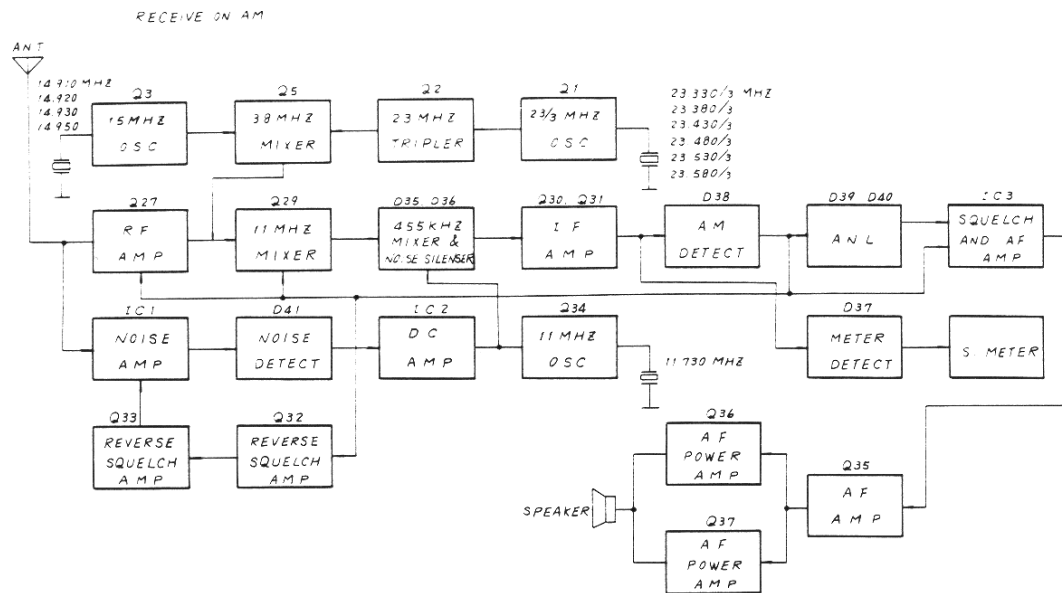 RECEIVE ON AM
ANT
14.910 MHZ
14.920
14.930
14.950
Q3
15 MHZ
OSC
Q5
38 MHZ
MIXER
Q2
23 MHZ
TRIPLER
Q1
23/3 MHZ
OSC
23.330/3 MHZ
23.380/3
23.430/3
23.480/3
23.530/3
23.580/3
Q27
RF
AMP
Q29
11 MHZ
MIXER
D35, D36
455 KHZ
MIXER &
NOISE SILENSER
Q30, Q31
IF
AMP
D38
AM
DETECT
D39 D40
ANL
IC3
SQUELCH
AND AF
AMP
IC1
NOISE
AMP
D41
NOISE
DETECT
IC2
DC
AMP
Q34
11 MHZ
OSC
11.730 MHZ
D37
METER
DETECT
S METER
Q33
REVERSE
SQUELCH
AMP
Q32
REVERSE
SQUELCH
AMP
Q36
AF
POWER
AMP
Q35
AF
AMP
SPEAKER
Q37
AF
POWER
AMP